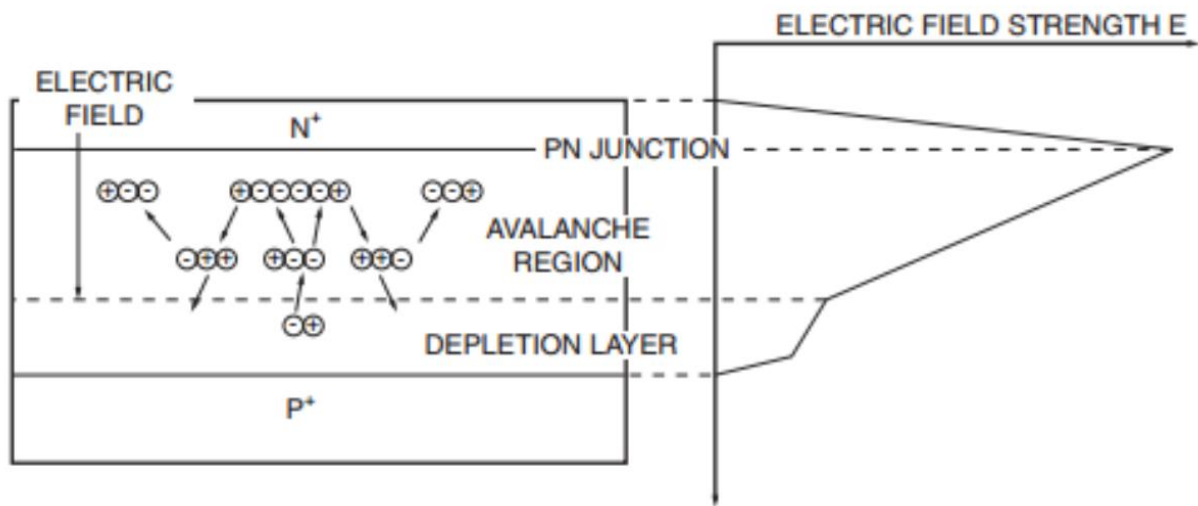 ELECTRIC FIELD STRENGTH E
ELECTRIC
FIELD
N+
PN JUNCTION
⊕⊖⊖
⊕⊖⊖⊖⊖⊕
⊖⊖⊕
AVALANCHE
REGION
⊖⊕⊕
⊕⊖⊖
⊕⊕⊖
⊖⊕
DEPLETION LAYER
P+